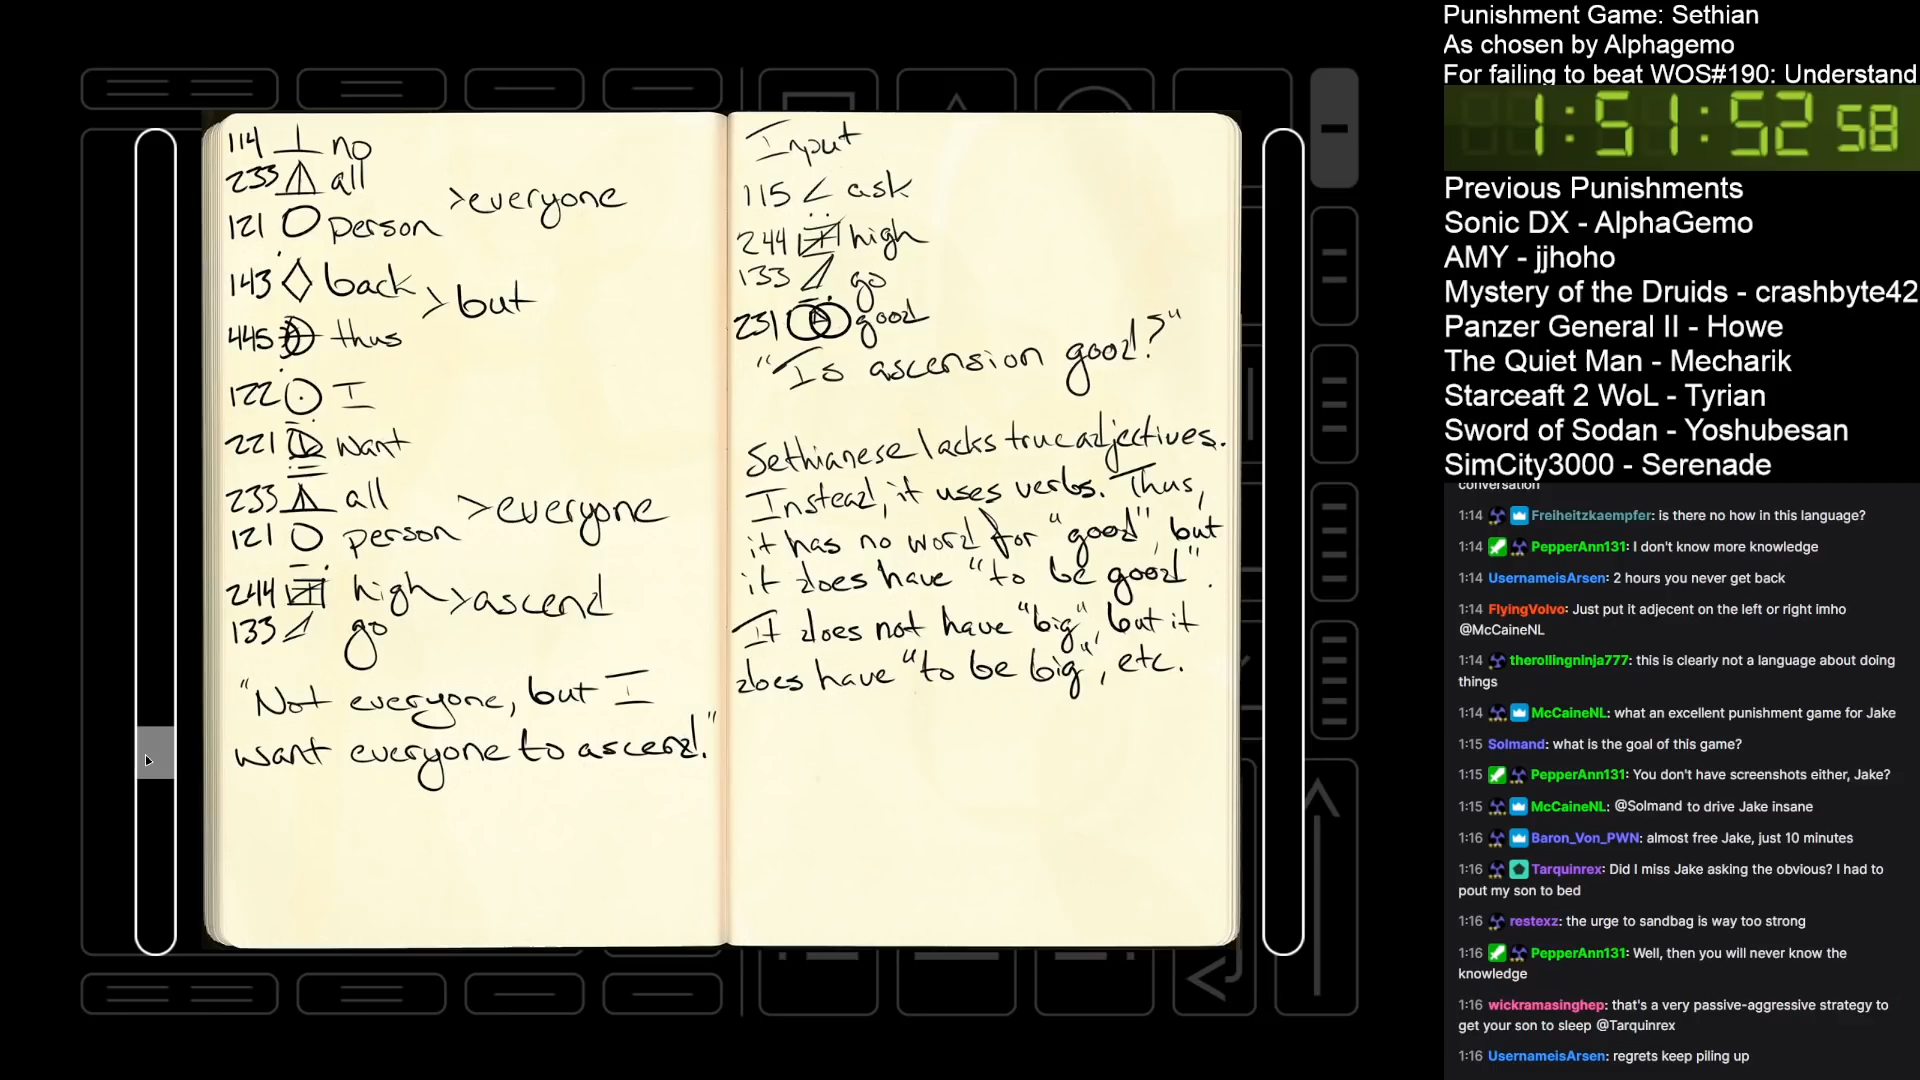 114 no
233 all
121 person
>everyone
143 back
445 thus
> but
122 I
221 want
233 all
121 person
>everyone
244 high
133 go
>ascend
"Not everyone, but I
want everyone to ascend."
Input
115 ask
244 high
133 go
231 good
"Is ascension good?"
Sethianese lacks true adjectives.
Instead, it uses verbs. Thus,
it has no word for "good", but
it does have "to be good".
It does not have "big", but it
does have "to be big", etc.
Punishment Game: Sethian
As chosen by Alphagemo
For failing to beat WOS#190: Understand
1:51:52 58
Previous Punishments
Sonic DX - AlphaGemo
AMY - jjhoho
Mystery of the Druids - crashbyte42
Panzer General II - Howe
The Quiet Man - Mecharik
Starceaft 2 WoL - Tyrian
Sword of Sodan - Yoshubesan
SimCity3000 - Serenade
conversation
1:14 Freiheitzkaempfer: is there no how in this language?
1:14 PepperAnn131: I don't know more knowledge
1:14 UsernameisArsen: 2 hours you never get back
1:14 FlyingVolvo: Just put it adjecent on the left or right imho
@McCaineNL
1:14 therollingninja777: this is clearly not a language about doing
things
1:14 McCaineNL: what an excellent punishment game for Jake
1:15 Solmand: what is the goal of this game?
1:15 PepperAnn131: You don't have screenshots either, Jake?
1:15 McCaineNL: @Solmand to drive Jake insane
1:16 Baron_Von_PWN: almost free Jake, just 10 minutes
1:16 Tarquinrex: Did I miss Jake asking the obvious? I had to
pout my son to bed
1:16 restexz: the urge to sandbag is way too strong
1:16 PepperAnn131: Well, then you will never know the
knowledge
1:16 wickramasinghep: that's a very passive-aggressive strategy to
get your son to sleep @Tarquinrex
1:16 UsernameisArsen: regrets keep piling up